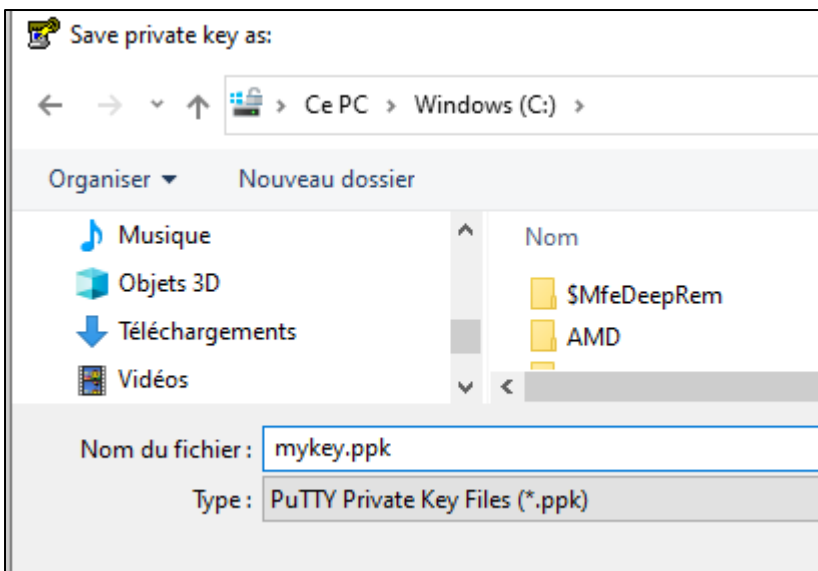 Save private key as:
Ce PC > Windows (C:) >
Organiser Nouveau dossier
Musique
Objets 3D
Téléchargements
Vidéos
Nom
$MfeDeepRem
AMD
Nom du fichier : mykey.ppk
Type : PuTTY Private Key Files (*.ppk)